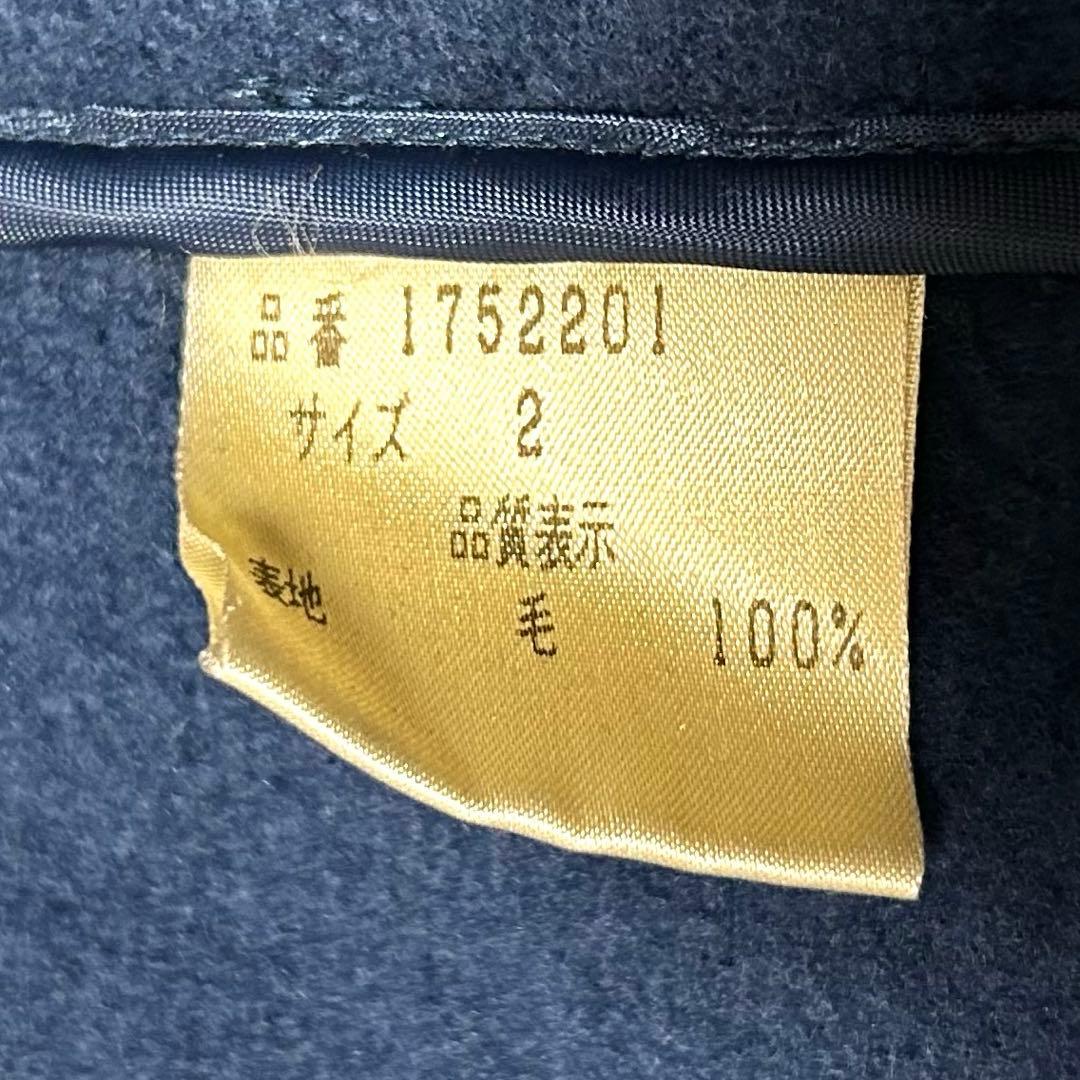 品番 1752201
サイズ 2
品質表示
表地 毛 100%